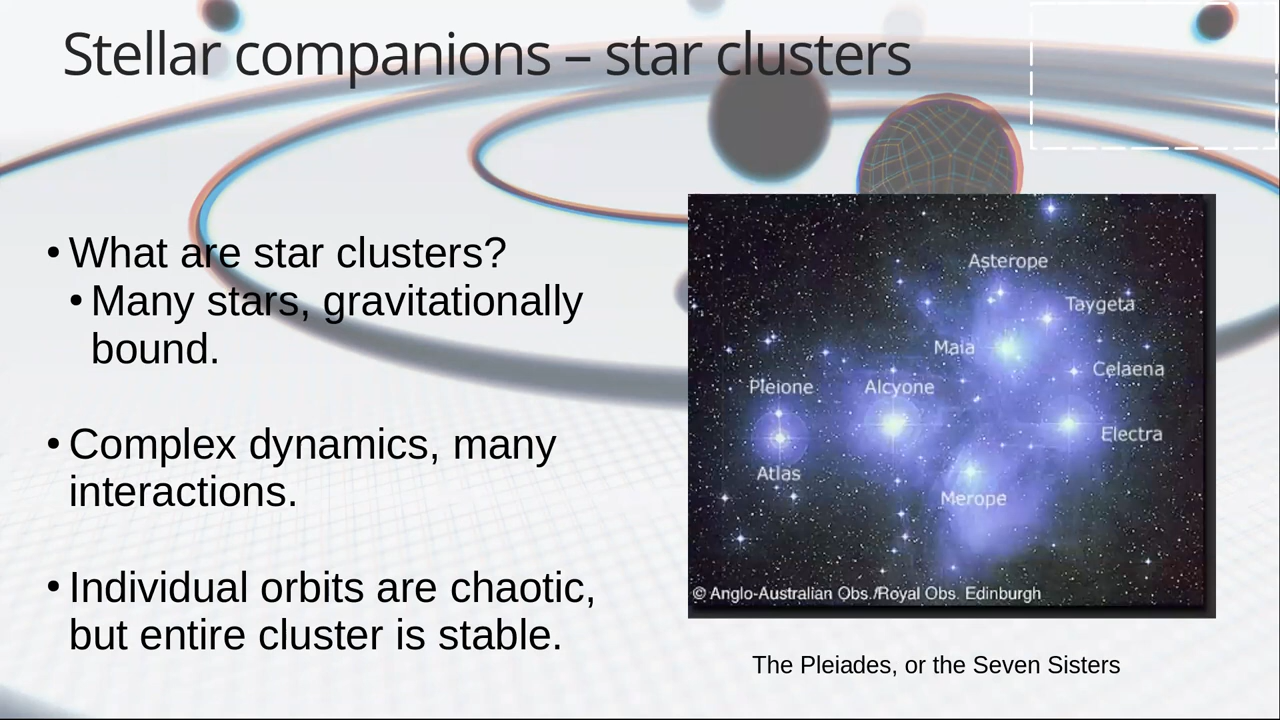 Stellar companions – star clusters
• What are star clusters?
• Many stars, gravitationally
bound.
• Complex dynamics, many
interactions.
• Individual orbits are chaotic,
but entire cluster is stable.
Asterope
Taygeta
Maia
Celaena
Pleione
Alcyone
Electra
Atlas
Merope
© Anglo-Australian Obs./Royal Obs. Edinburgh
The Pleiades, or the Seven Sisters